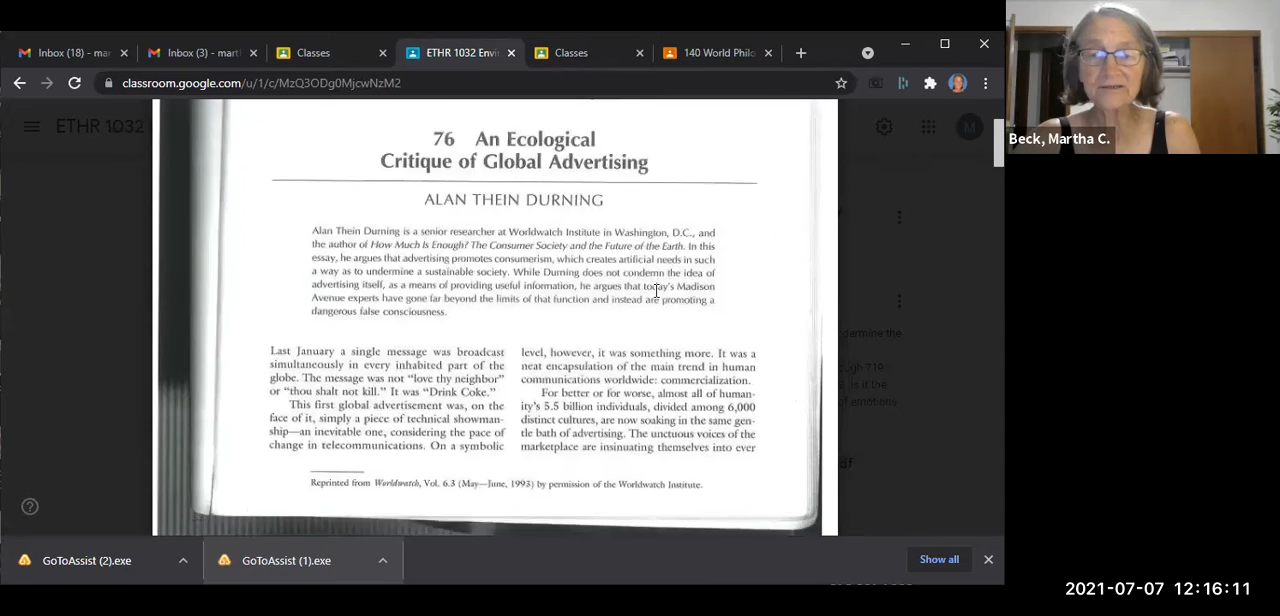 Inbox (18) - mar
Inbox (3) - mart
Classes
ETHR 1032 Envi
Classes
140 World Philo
classroom.google.com/u/1/c/MzQ3ODg0MjcwNzM2
Beck, Martha C.
ETHR 1032
M
76 An Ecological
Critique of Global Advertising
ALAN THEIN DURNING
Alan Thein Durning is a senior researcher at Worldwatch Institute in Washington, D.C., and
the author of How Much Is Enough? The Consumer Society and the Future of the Earth. In this
essay, he argues that advertising promotes consumerism, which creates artificial needs in such
a way as to undermine a sustainable society. While Durning does not condemn the idea of
advertising itself, as a means of providing useful information, he argues that today's Madison
Avenue experts have gone far beyond the limits of that function and instead are promoting a
dangerous false consciousness.
Last January a single message was broadcast
simultaneously in every inhabited part of the
globe. The message was not "love thy neighbor"
or "thou shalt not kill." It was "Drink Coke."
This first global advertisement was, on the
face of it, simply a piece of technical showman-
ship—an inevitable one, considering the pace of
change in telecommunications. On a symbolic
level, however, it was something more. It was a
neat encapsulation of the main trend in human
communications worldwide: commercialization.
For better or for worse, almost all of human-
ity's 5.5 billion individuals, divided among 6,000
distinct cultures, are now soaking in the same gen-
tle bath of advertising. The unctuous voices of the
marketplace are insinuating themselves into ever
Reprinted from Worldwatch, Vol. 6.3 (May—June, 1993) by permission of the Worldwatch Institute.
dermine the
ugh 719
. Is it the
of emotions
df
GoToAssist (2).exe
GoToAssist (1).exe
Show all
2021-07-07 12:16:11